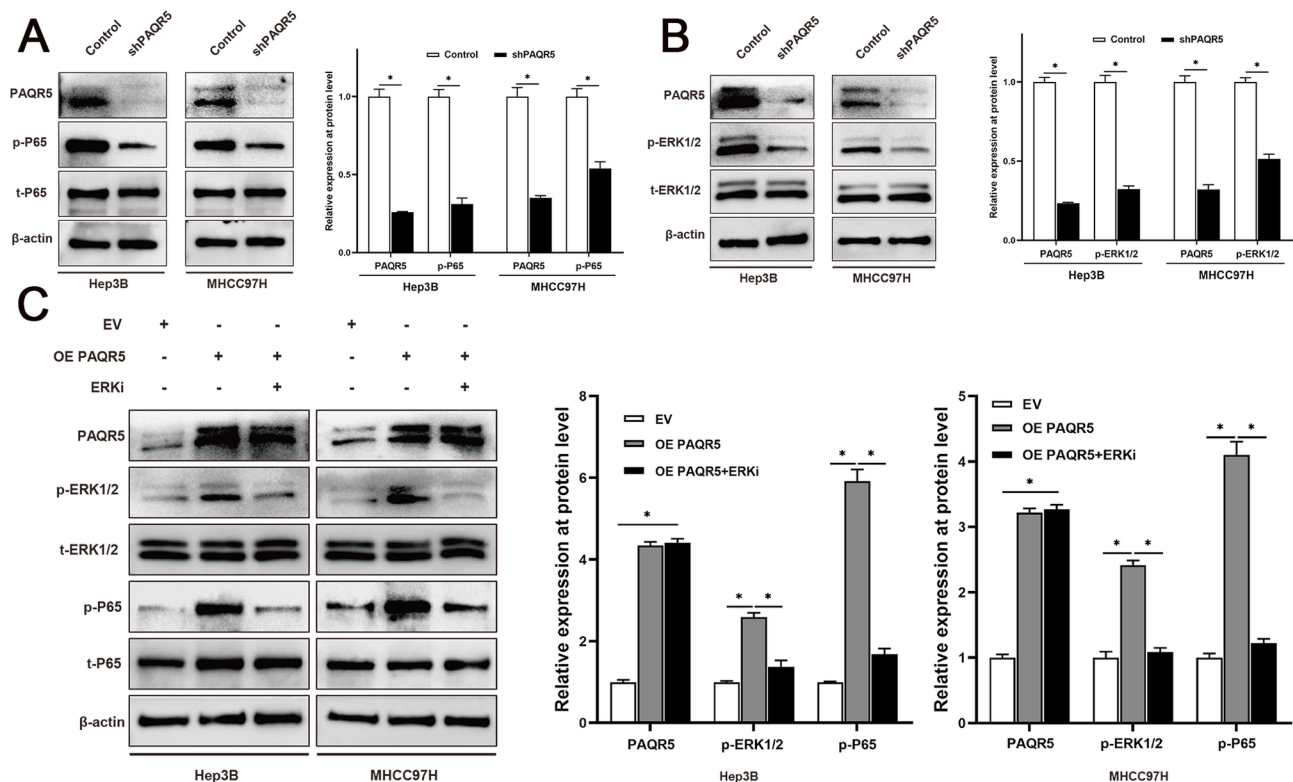 A
Control
shPAQR5
Control
shPAQR5
PAQR5
p-P65
t-P65
β-actin
Hep3B
MHCC97H
Control
shPAQR5
Relative expression at protein level
1.0
0.5
0.0
*
*
*
*
PAQR5
p-P65
PAQR5
p-P65
Hep3B
MHCC97H
B
Control
shPAQR5
Control
shPAQR5
PAQR5
p-ERK1/2
t-ERK1/2
β-actin
Hep3B
MHCC97H
Control
shPAQR5
Relative expression at protein level
1.0
0.5
0.0
*
*
*
*
PAQR5
p-ERK1/2
PAQR5
p-ERK1/2
Hep3B
MHCC97H
C
EV + - - + - -
OE PAQR5 - + + - + +
ERKi - - + - - +
PAQR5
p-ERK1/2
t-ERK1/2
p-P65
t-P65
β-actin
Hep3B
MHCC97H
Relative expression at protein level
8
6
4
2
0
EV
OE PAQR5
OE PAQR5+ERKi
*
* *
* *
PAQR5
p-ERK1/2
p-P65
Hep3B
Relative expression at protein level
5
4
3
2
1
0
EV
OE PAQR5
OE PAQR5+ERKi
*
* *
* *
PAQR5
p-ERK1/2
p-P65
MHCC97H